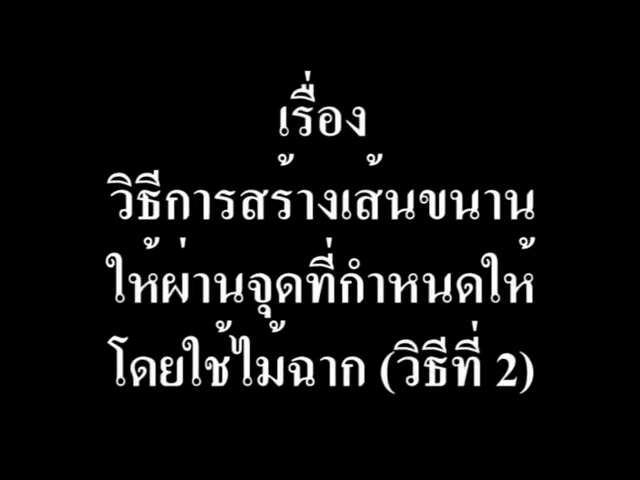 เรื่อง
วิธีการสร้างเส้นขนาน
ให้ผ่านจุดที่กำหนดให้
โดยใช้ไม้ฉาก (วิธีที่ 2)